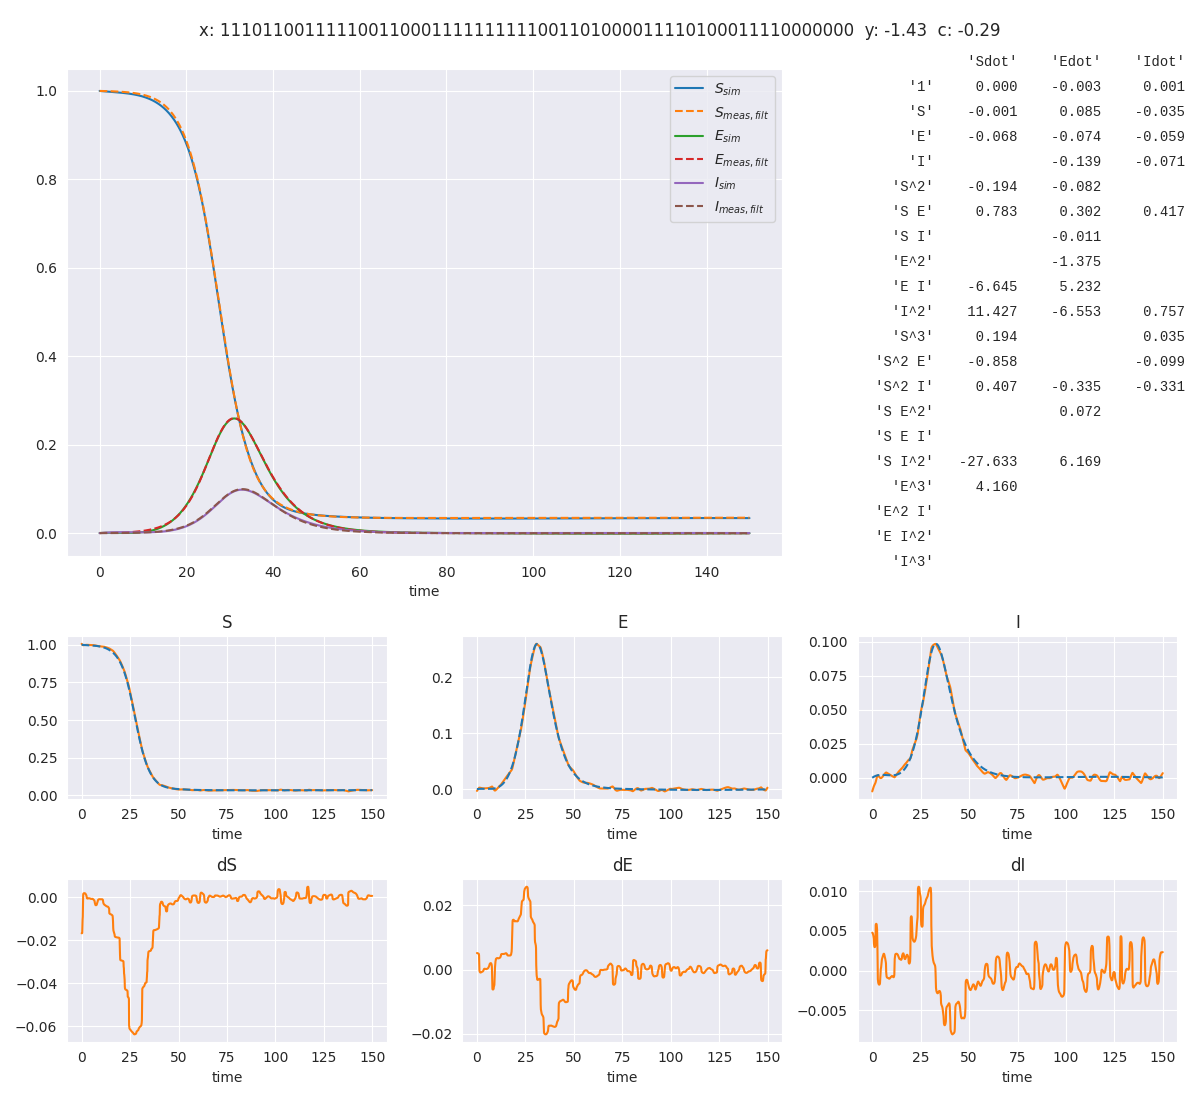 x: 111011001111100110001111111111001101000011110100011110000000  y: -1.43  c: -0.29
'Sdot' 'Edot' 'Idot'
'1' 0.000 -0.003 0.001
'S' -0.001 0.085 -0.035
'E' -0.068 -0.074 -0.059
'I' -0.139 -0.071
'S^2' -0.194 -0.082
'S E' 0.783 0.302 0.417
'S I' -0.011
'E^2' -1.375
'E I' -6.645 5.232
'I^2' 11.427 -6.553 0.757
'S^3' 0.194 0.035
'S^2 E' -0.858 -0.099
'S^2 I' 0.407 -0.335 -0.331
'S E^2' 0.072
'S E I'
'S I^2' -27.633 6.169
'E^3' 4.160
'E^2 I'
'E I^2'
'I^3'
S_sim
S_meas,filt
E_sim
E_meas,filt
I_sim
I_meas,filt
1.0
0.8
0.6
0.4
0.2
0.0
0 20 40 60 80 100 120 140
time
S
1.00
0.75
0.50
0.25
0.00
0 25 50 75 100 125 150
time
E
0.2
0.1
0.0
0 25 50 75 100 125 150
time
I
0.100
0.075
0.050
0.025
0.000
0 25 50 75 100 125 150
time
dS
0.00
−0.02
−0.04
−0.06
0 25 50 75 100 125 150
time
dE
0.02
0.00
−0.02
0 25 50 75 100 125 150
time
dI
0.010
0.005
0.000
−0.005
0 25 50 75 100 125 150
time